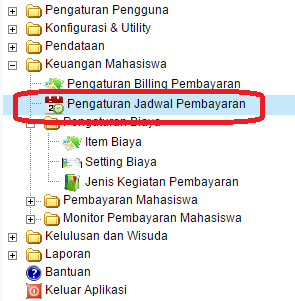 Pengaturan Pengguna
Konfigurasi & Utility
Pendataan
Keuangan Mahasiswa
Pengaturan Billing Pembayaran
Pengaturan Jadwal Pembayaran
Pengaturan Biaya
Item Biaya
Setting Biaya
Jenis Kegiatan Pembayaran
Pembayaran Mahasiswa
Monitor Pembayaran Mahasiswa
Kelulusan dan Wisuda
Laporan
Bantuan
Keluar Aplikasi